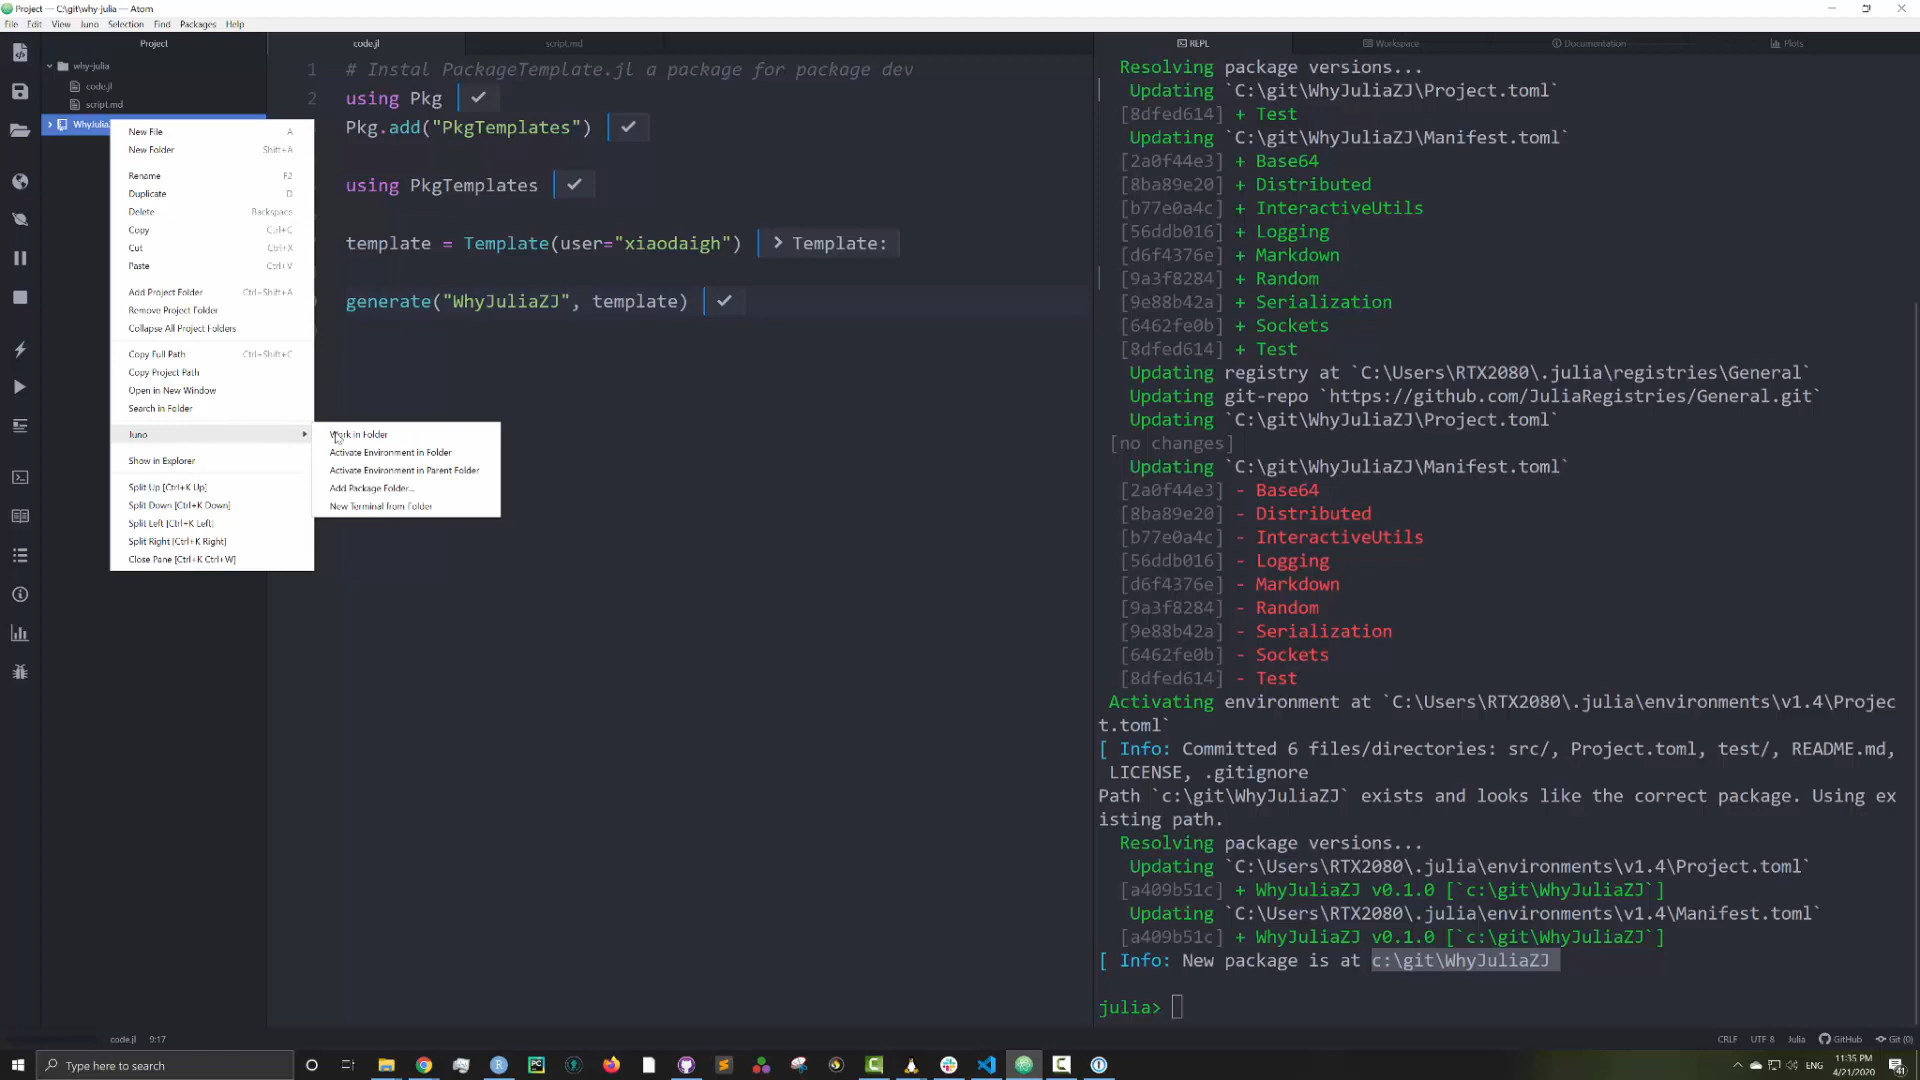 Project — C:\git\why-julia — Atom
File Edit View Juno Selection Find Packages Help
Project
code.jl
script.md
why-julia
code.jl
script.md
New File A
New Folder Shift+A
Rename F2
Duplicate D
Delete Backspace
Copy Ctrl+C
Cut Ctrl+X
Paste Ctrl+V
Add Project Folder Ctrl-Shift+A
Remove Project Folder
Collapse All Project Folders
Copy Full Path Ctrl-Shift+C
Copy Project Path
Open in New Window
Search in Folder
Juno
Show in Explorer
Split Up [Ctrl+K Up]
Split Down [Ctrl+K Down]
Split Left [Ctrl+K Left]
Split Right [Ctrl+K Right]
Close Pane [Ctrl+K Ctrl+W]
Work in Folder
Activate Environment in Folder
Activate Environment in Parent Folder
Add Package Folder...
New Terminal from Folder
1 # Instal PackageTemplate.jl a package for package dev
2 using Pkg
Pkg.add("PkgTemplates")
using PkgTemplates
template = Template(user="xiaodaigh") > Template:
generate("WhyJuliaZJ", template)
REPL Workspace Documentation Plots
Resolving package versions...
Updating `C:\git\WhyJuliaZJ\Project.toml`
[8dfed614] + Test
Updating `C:\git\WhyJuliaZJ\Manifest.toml`
[2a0f44e3] + Base64
[8ba89e20] + Distributed
[b77e0a4c] + InteractiveUtils
[56ddb016] + Logging
[d6f4376e] + Markdown
[9a3f8284] + Random
[9e88b42a] + Serialization
[6462fe0b] + Sockets
[8dfed614] + Test
Updating registry at `C:\Users\RTX2080\.julia\registries\General`
Updating git-repo `https://github.com/JuliaRegistries/General.git`
Updating `C:\git\WhyJuliaZJ\Project.toml`
[no changes]
Updating `C:\git\WhyJuliaZJ\Manifest.toml`
[2a0f44e3] - Base64
[8ba89e20] - Distributed
[b77e0a4c] - InteractiveUtils
[56ddb016] - Logging
[d6f4376e] - Markdown
[9a3f8284] - Random
[9e88b42a] - Serialization
[6462fe0b] - Sockets
[8dfed614] - Test
Activating environment at `C:\Users\RTX2080\.julia\environments\v1.4\Projec
t.toml`
[ Info: Committed 6 files/directories: src/, Project.toml, test/, README.md,
LICENSE, .gitignore
Path `c:\git\WhyJuliaZJ` exists and looks like the correct package. Using ex
isting path.
Resolving package versions...
Updating `C:\Users\RTX2080\.julia\environments\v1.4\Project.toml`
[a409b51c] + WhyJuliaZJ v0.1.0 [`c:\git\WhyJuliaZJ`]
Updating `C:\Users\RTX2080\.julia\environments\v1.4\Manifest.toml`
[a409b51c] + WhyJuliaZJ v0.1.0 [`c:\git\WhyJuliaZJ`]
[ Info: New package is at c:\git\WhyJuliaZJ
julia>
code.jl 9:17
CRLF UTF 8 Julia GitHub Git (0)
Type here to search
ENG
11:35 PM
4/21/2020
41